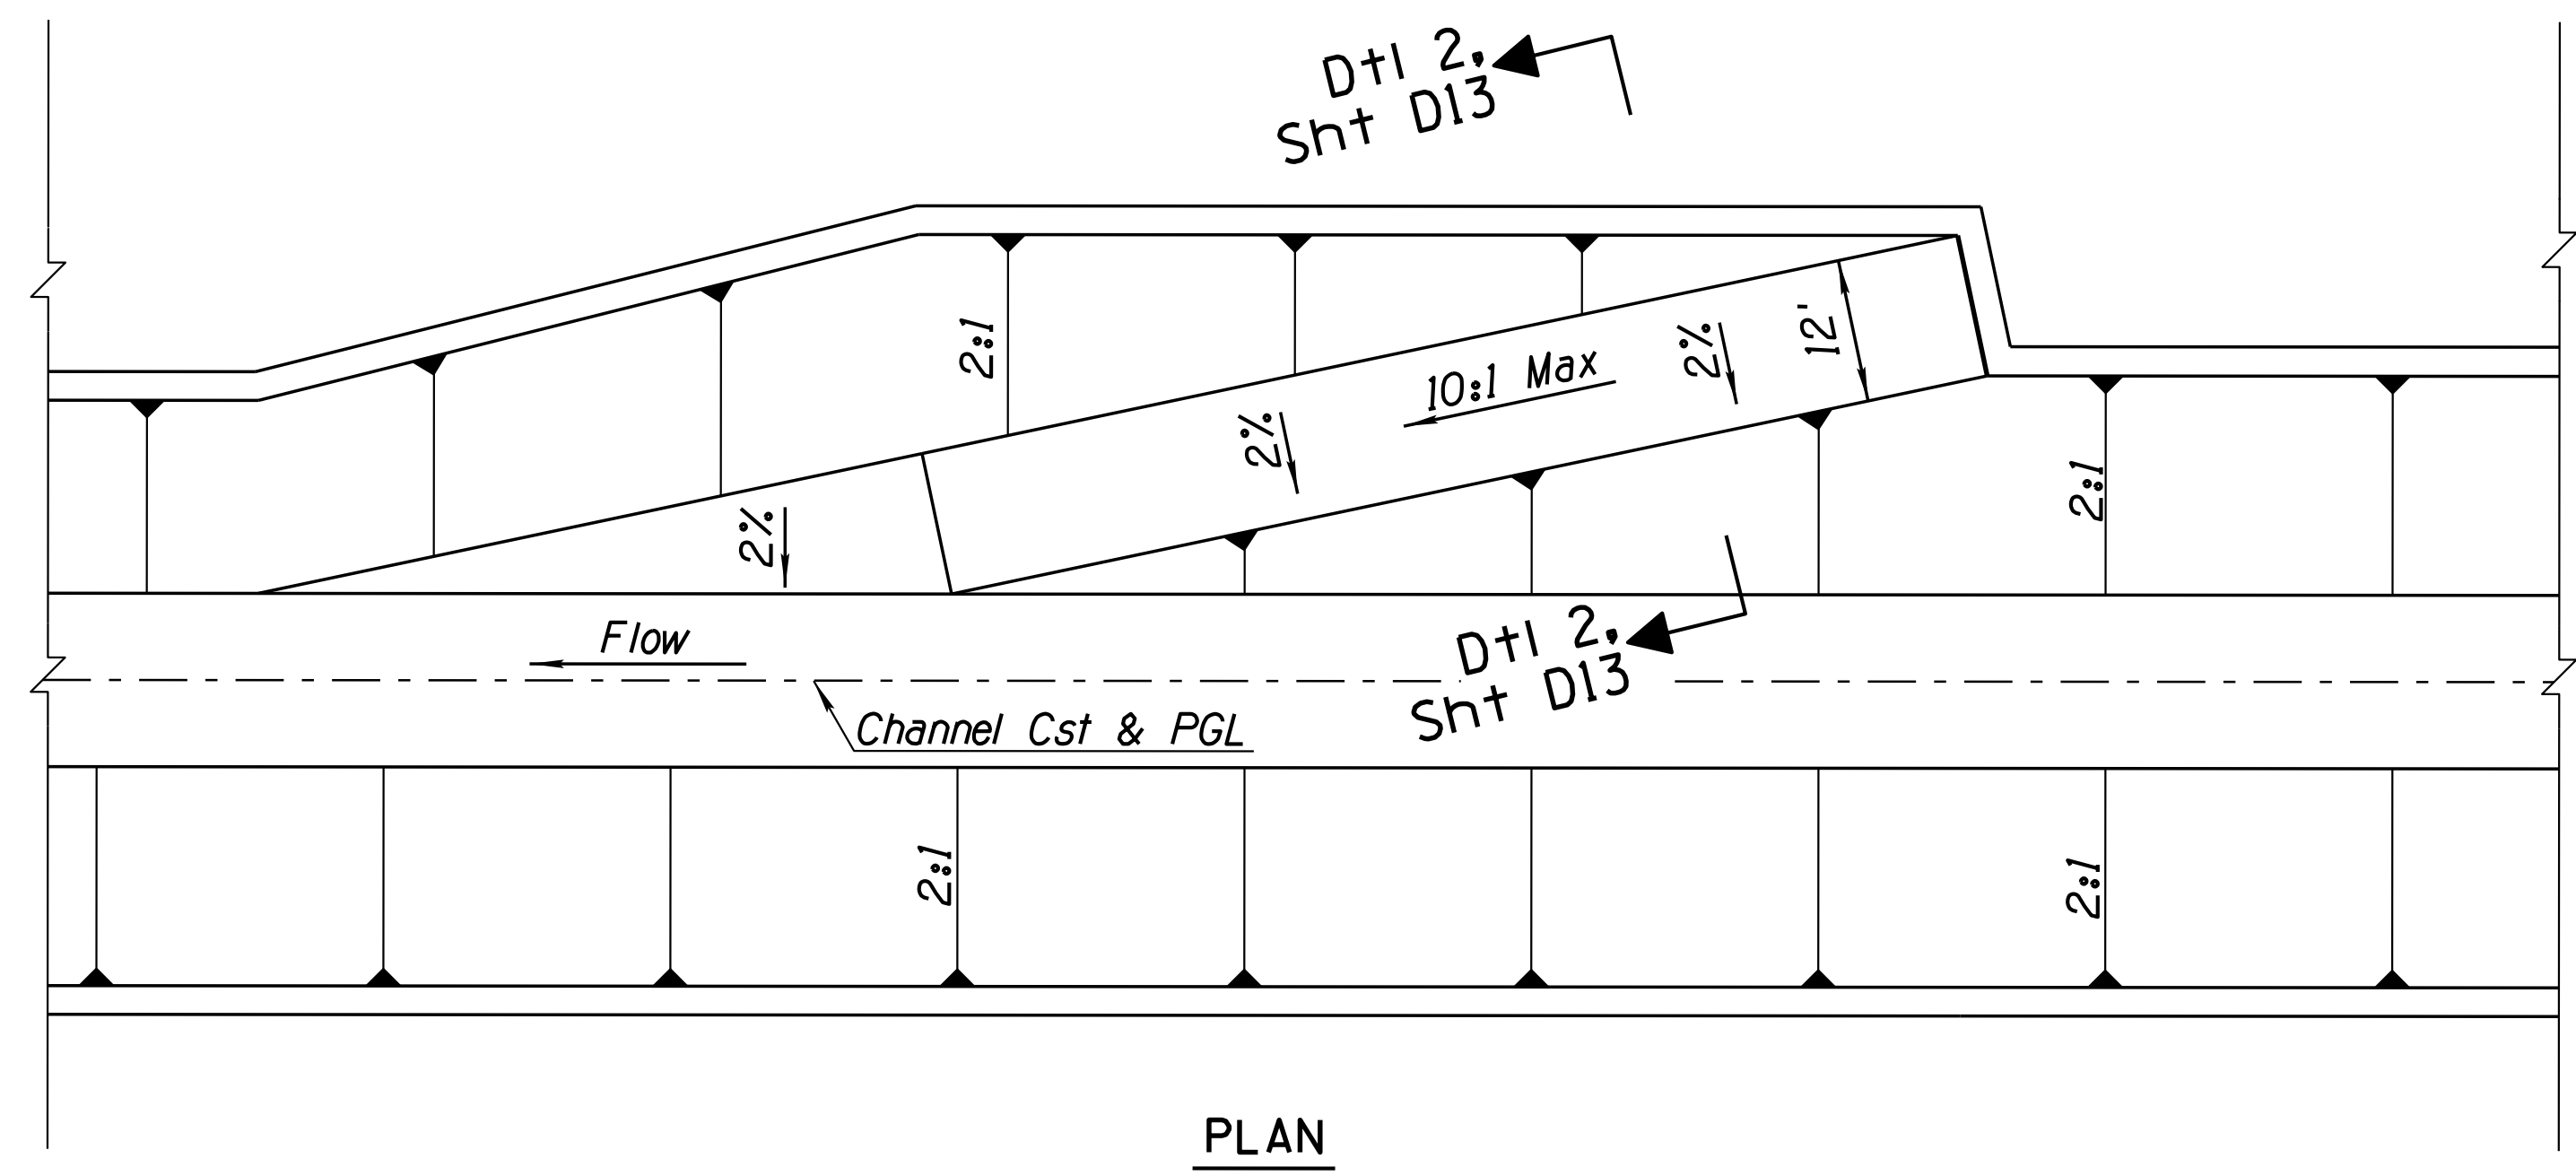 Dtl 2,
Sht D13
2:1
10:1 Max
2%
12'
2%
2%
2:1
Flow
Dtl 2,
Sht D13
Channel Cst & PGL
2:1
2:1
PLAN